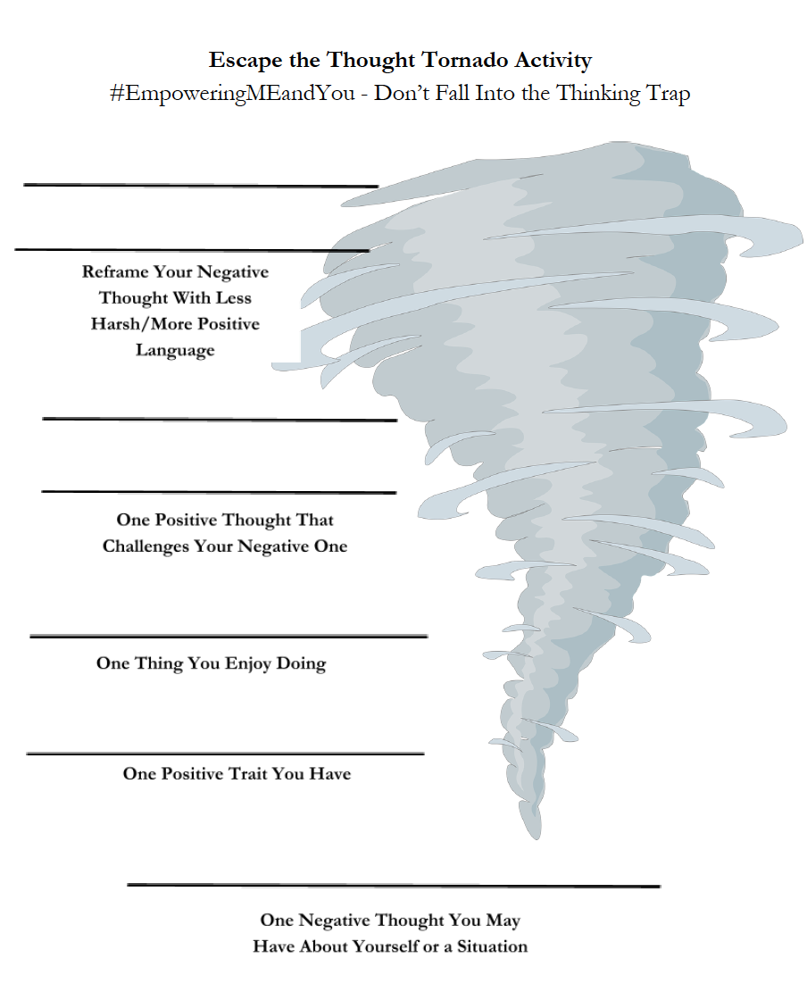 Escape the Thought Tornado Activity
#EmpoweringMEandYou - Don’t Fall Into the Thinking Trap
Reframe Your Negative
Thought With Less
Harsh/More Positive
Language
One Positive Thought That
Challenges Your Negative One
One Thing You Enjoy Doing
One Positive Trait You Have
One Negative Thought You May
Have About Yourself or a Situation